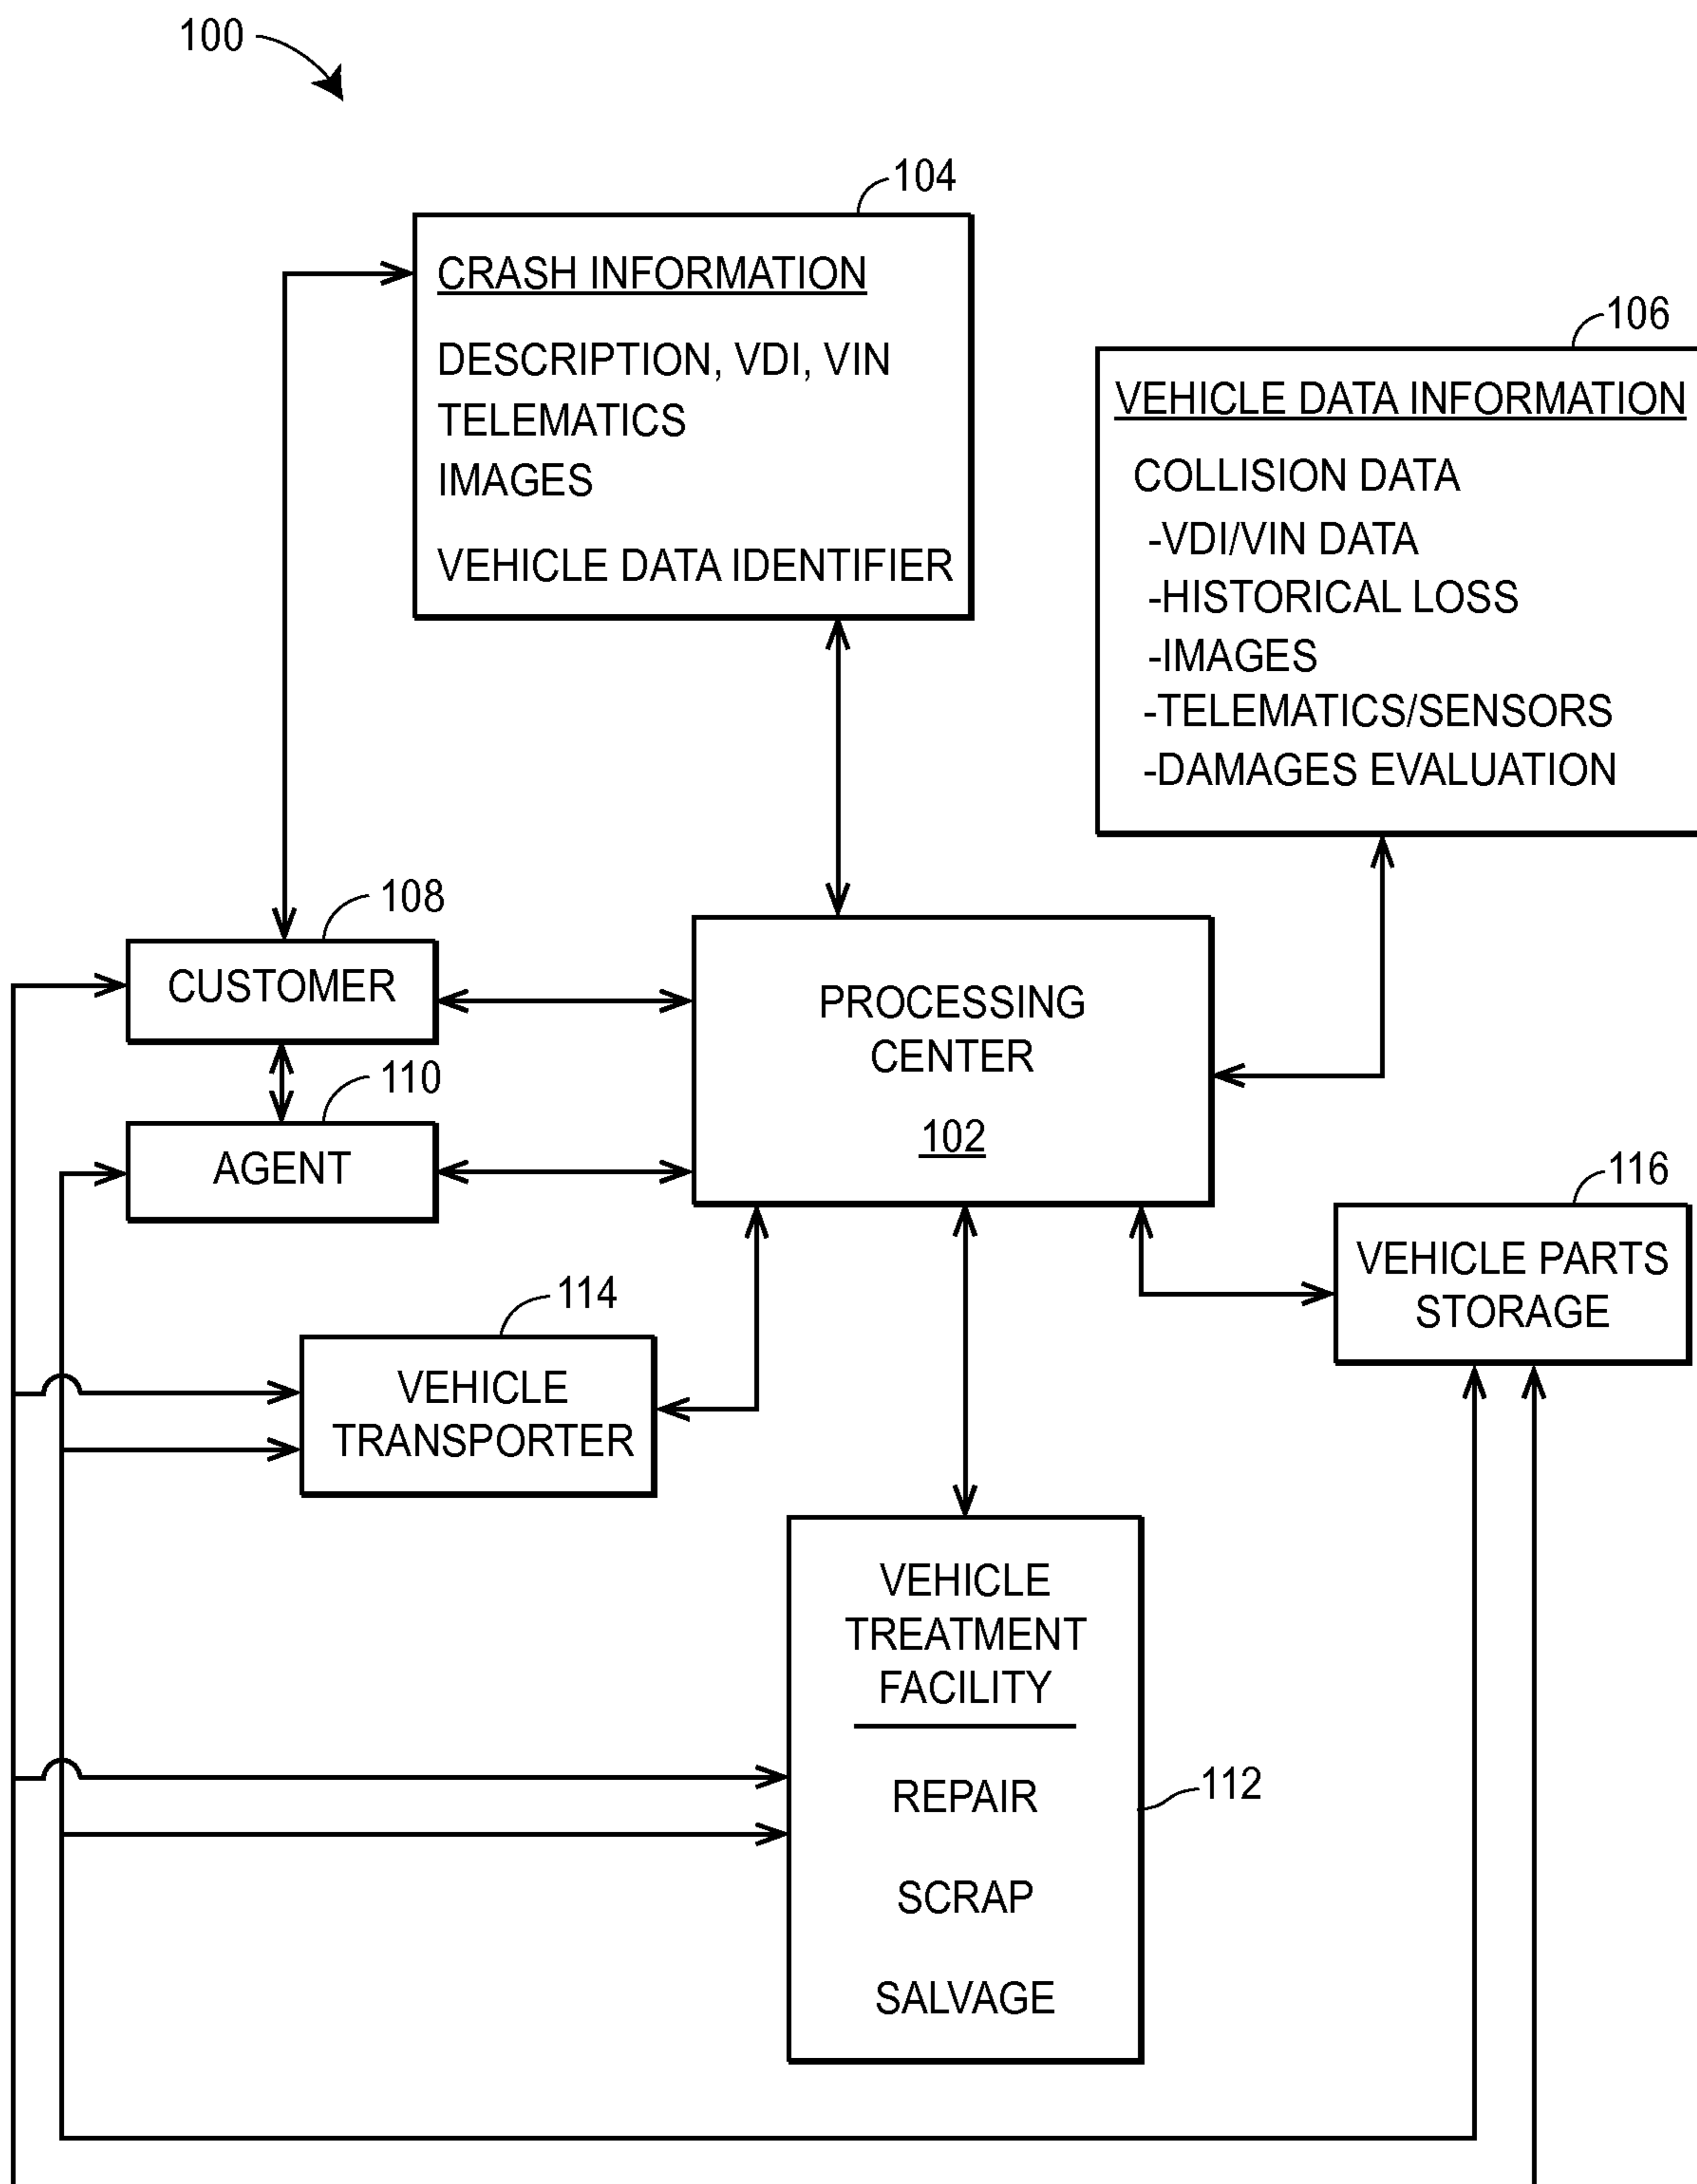 100
104
CRASH INFORMATION
DESCRIPTION, VDI, VIN
TELEMATICS
IMAGES
VEHICLE DATA IDENTIFIER
106
VEHICLE DATA INFORMATION
COLLISION DATA
-VDI/VIN DATA
-HISTORICAL LOSS
-IMAGES
-TELEMATICS/SENSORS
-DAMAGES EVALUATION
108
CUSTOMER
PROCESSING
CENTER
102
110
AGENT
116
VEHICLE PARTS
STORAGE
114
VEHICLE
TRANSPORTER
VEHICLE
TREATMENT
FACILITY
REPAIR
SCRAP
SALVAGE
112